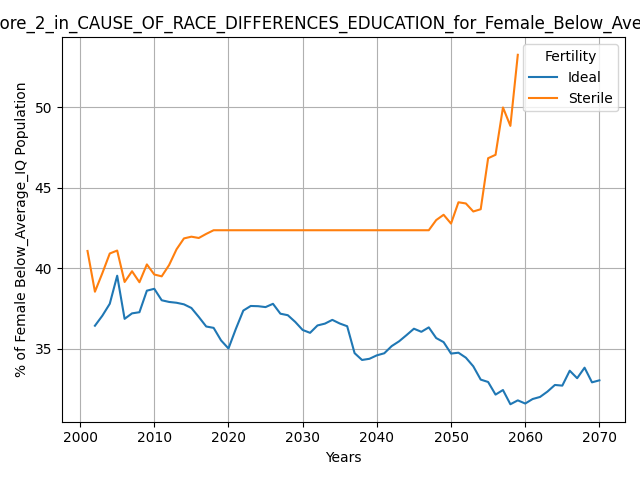 ore_2_in_CAUSE_OF_RACE_DIFFERENCES_EDUCATION_for_Female_Below_Ave
Fertility
Ideal
Sterile
% of Female Below_Average_IQ Population
50
45
40
35
2000 2010 2020 2030 2040 2050 2060 2070
Years